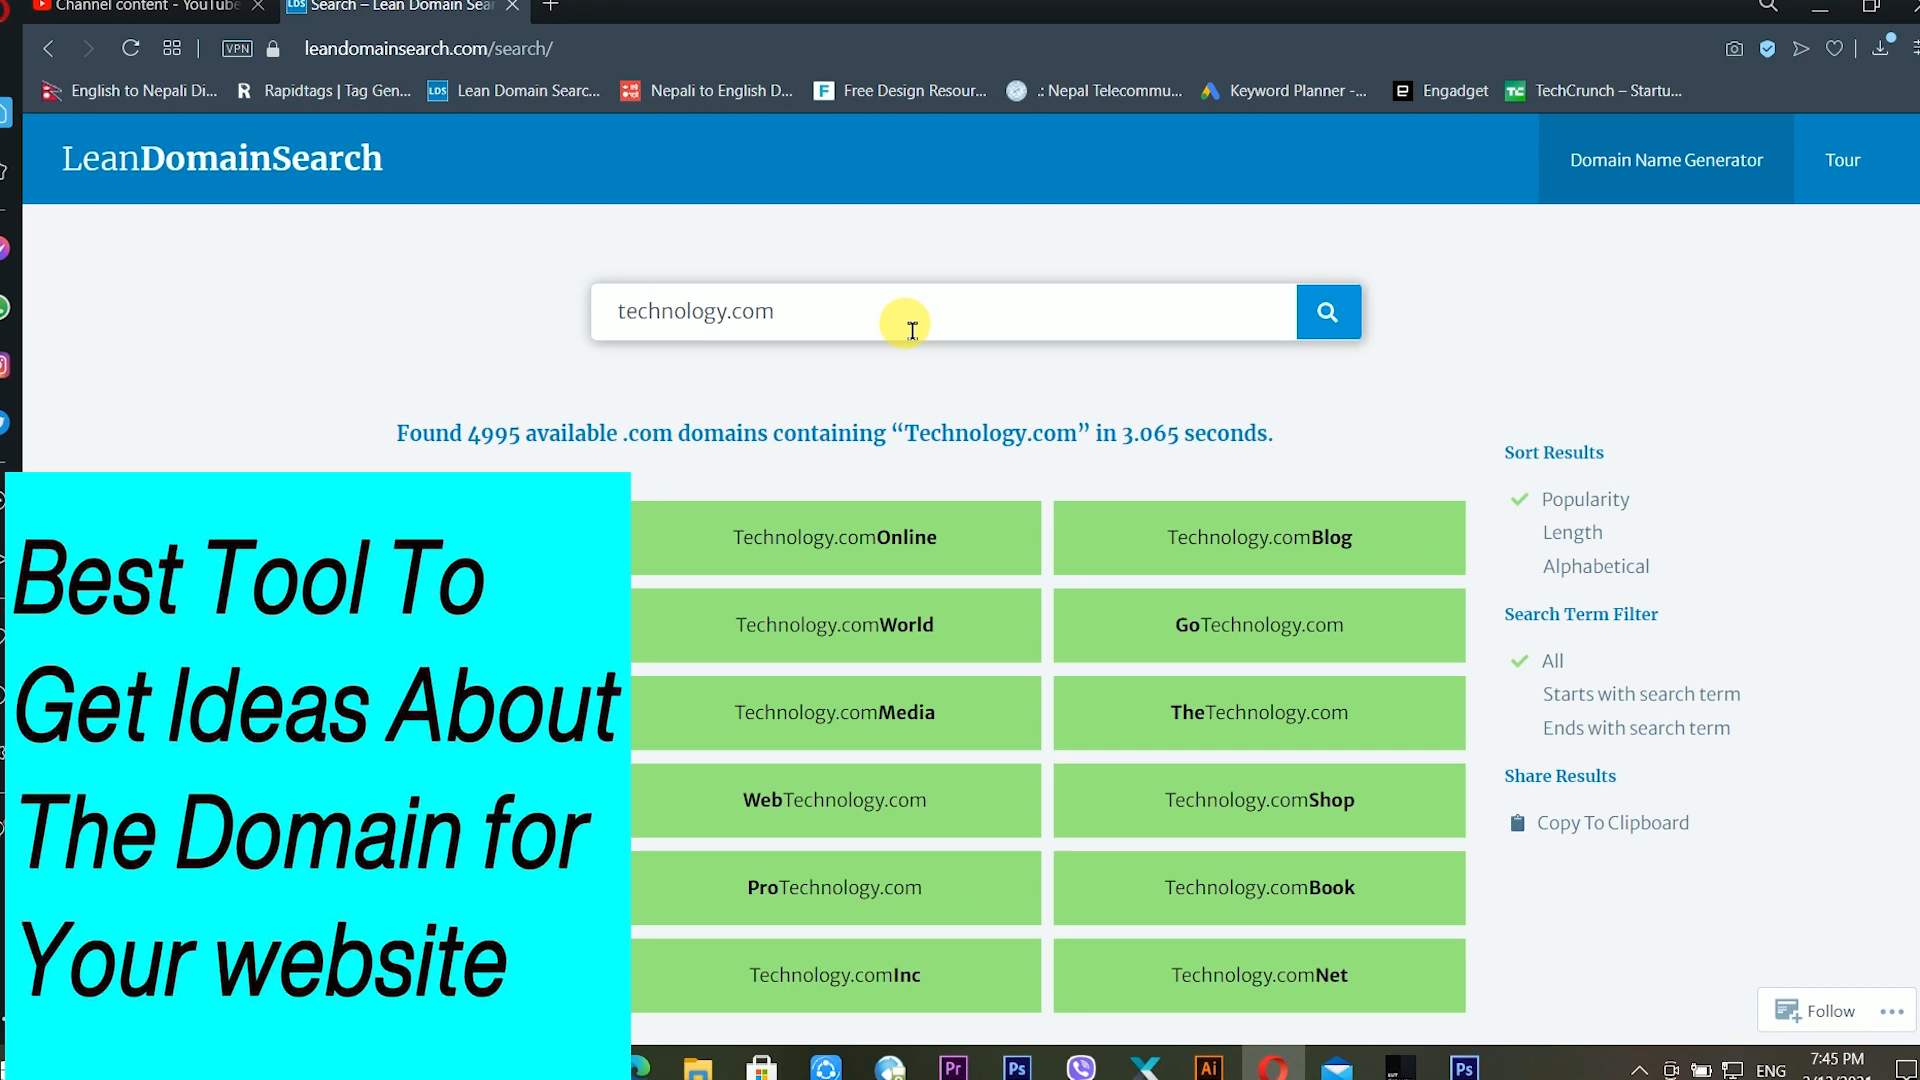 Channel content - YouTube
Search – Lean Domain Sear
VPN
leandomainsearch.com/search/
English to Nepali Di...
R Rapidtags | Tag Gen...
LDS Lean Domain Searc...
Nepali to English D...
F Free Design Resour...
.: Nepal Telecommu...
Keyword Planner -...
Engadget
TechCrunch – Startu...
LeanDomainSearch
Domain Name Generator
Tour
technology.com
Found 4995 available .com domains containing “Technology.com” in 3.065 seconds.
Technology.comOnline
Technology.comBlog
Technology.comWorld
GoTechnology.com
Technology.comMedia
TheTechnology.com
WebTechnology.com
Technology.comShop
ProTechnology.com
Technology.comBook
Technology.comInc
Technology.comNet
Sort Results
Popularity
Length
Alphabetical
Search Term Filter
All
Starts with search term
Ends with search term
Share Results
Copy To Clipboard
Best Tool To
Get Ideas About
The Domain for
Your website
Follow
Pr
Ps
Ai
Ps
ENG
7:45 PM